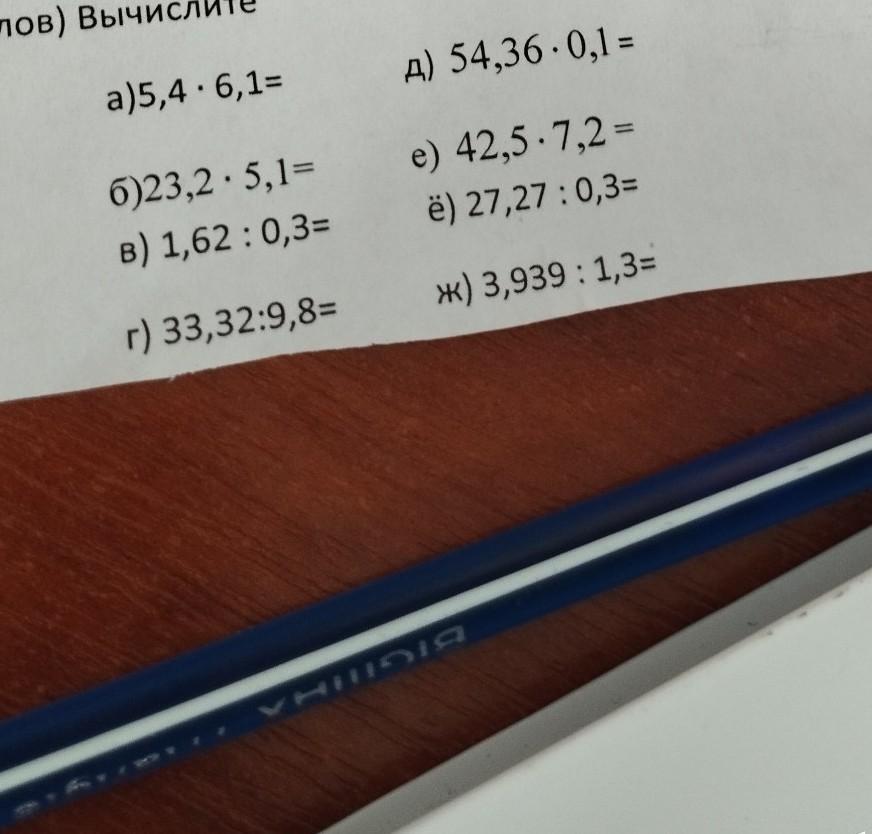 лов) Вычислите
а)5,4 · 6,1=
б)23,2 · 5,1=
в) 1,62 : 0,3=
г) 33,32:9,8=
д) 54,36 · 0,1 =
е) 42,5 · 7,2 =
ё) 27,27 : 0,3=
ж) 3,939 : 1,3=